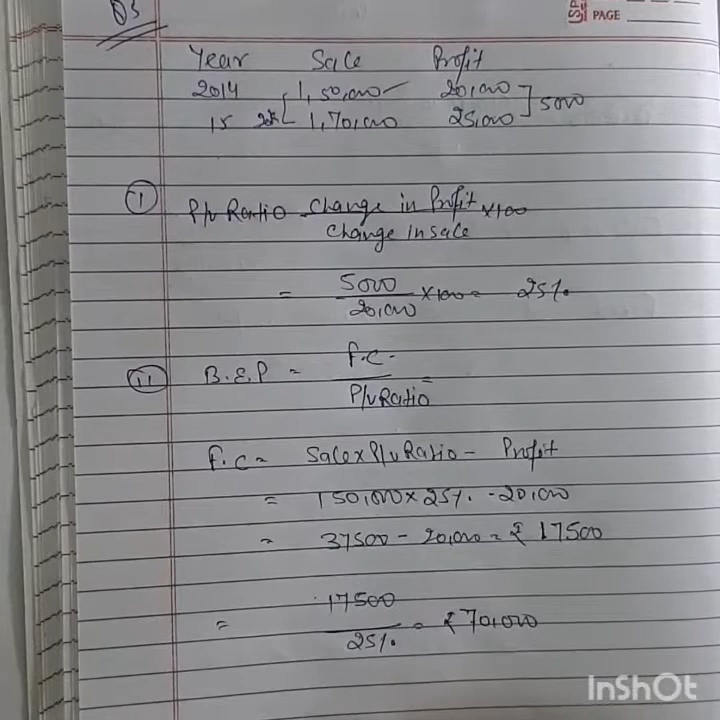 Q3
PAGE
Year Sale Profit
2014 1,50,000 20,000
15 1,70,000 25,000 ] 5000
(I) P/v Ratio = Change in Profit × 100
Change in sale
= 5000 × 100 = 25%
20,000
(II) B.E.P = F.C.
P/v Ratio
F.C = Sale × P/v Ratio - Profit
= 150,000 × 25% - 20,000
= 37500 - 20,000 = ₹ 17500
= 17500 = ₹ 70,000
25%
InShOt